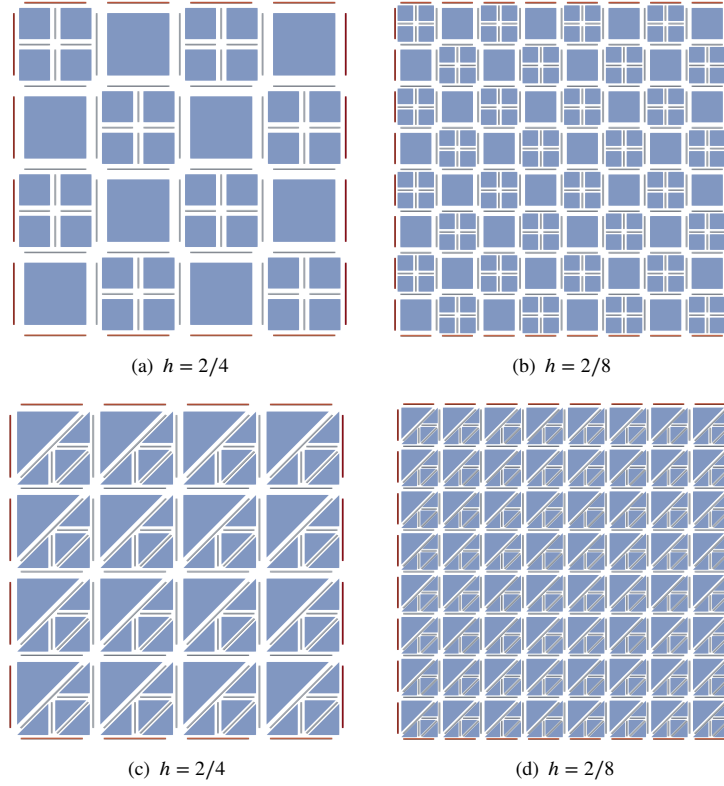 (a) h = 2/4
(b) h = 2/8
(c) h = 2/4
(d) h = 2/8